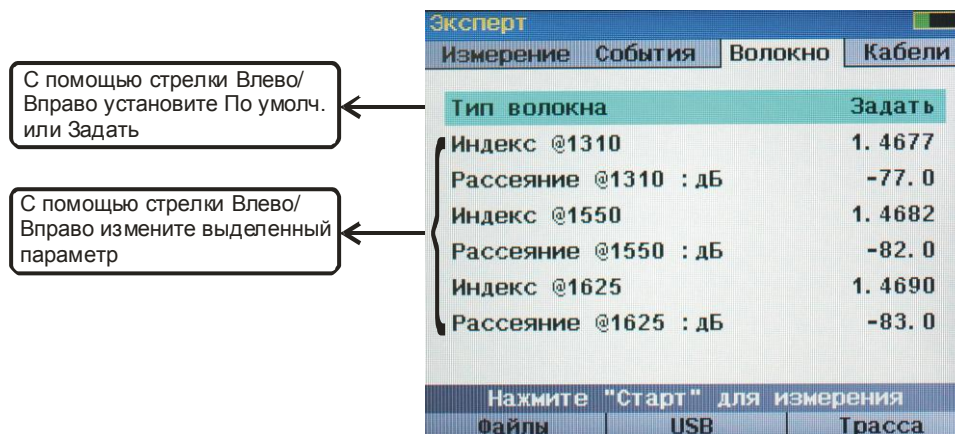 Эксперт
Измерение События Волокно Кабели
С помощью стрелки Влево/
Вправо установите По умолч.
или Задать
Тип волокна Задать
Индекс @1310 1.4677
Рассеяние @1310 :дБ -77.0
Индекс @1550 1.4682
С помощью стрелки Влево/
Вправо измените выделенный
параметр
Рассеяние @1550 :дБ -82.0
Индекс @1625 1.4690
Рассеяние @1625 :дБ -83.0
Нажмите "Старт" для измерения
Файлы USB Трасса